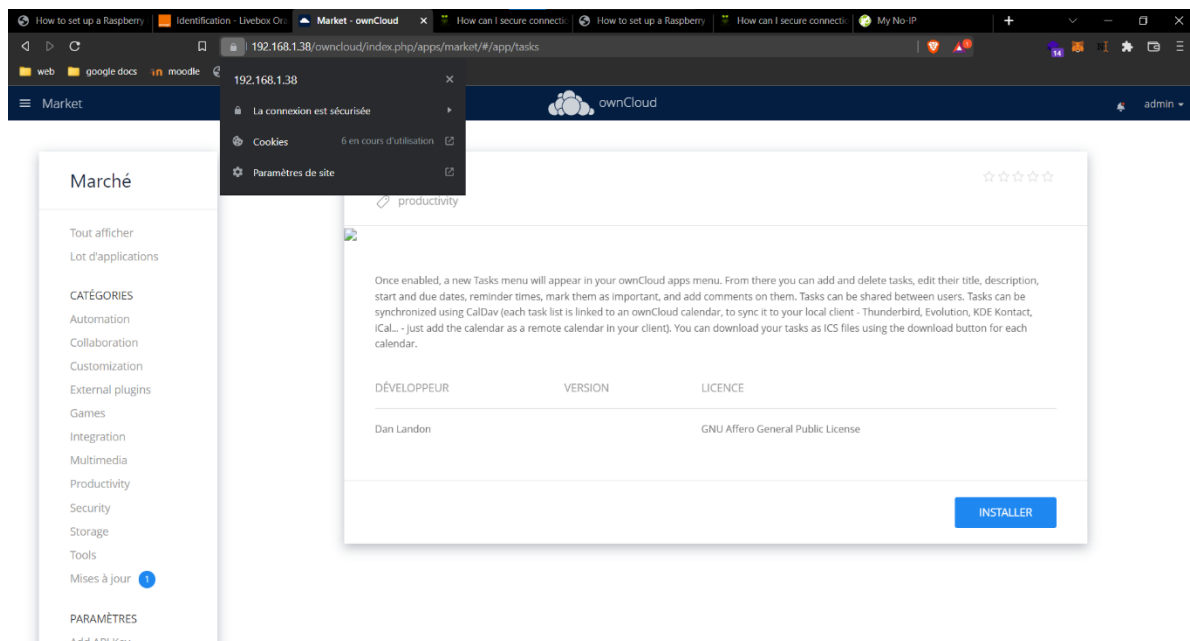 How to set up a Raspberry
Identification - Livebox Ora
Market - ownCloud
How can I secure connectic
How to set up a Raspberry
How can I secure connectic
My No-IP
192.168.1.38/owncloud/index.php/apps/market/#/app/tasks
14
web
google docs
moodle
192.168.1.38
La connexion est sécurisée
Cookies
6 en cours d'utilisation
Paramètres de site
Market
ownCloud
admin
Marché
Tout afficher
Lot d'applications
CATÉGORIES
Automation
Collaboration
Customization
External plugins
Games
Integration
Multimedia
Productivity
Security
Storage
Tools
Mises à jour 1
PARAMÈTRES
Add API Key
productivity
Once enabled, a new Tasks menu will appear in your ownCloud apps menu. From there you can add and delete tasks, edit their title, description,
start and due dates, reminder times, mark them as important, and add comments on them. Tasks can be shared between users. Tasks can be
synchronized using CalDav (each task list is linked to an ownCloud calendar, to sync it to your local client - Thunderbird, Evolution, KDE Kontact,
iCal... - just add the calendar as a remote calendar in your client). You can download your tasks as ICS files using the download button for each
calendar.
DÉVELOPPEUR VERSION LICENCE
Dan Landon GNU Affero General Public License
INSTALLER